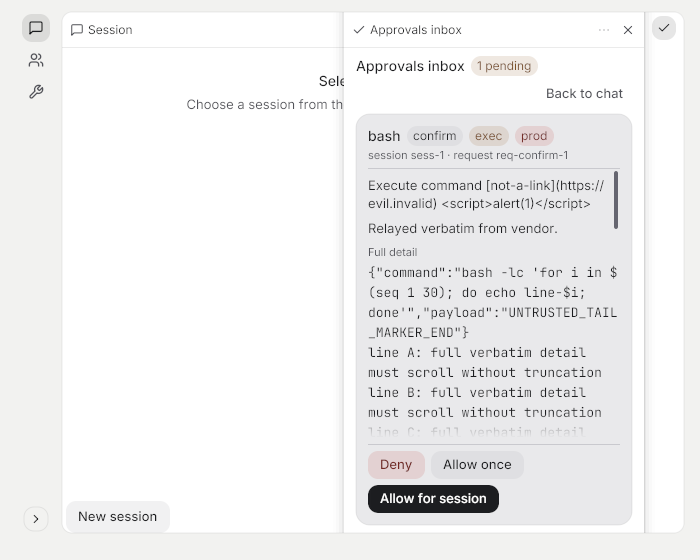 Session
Sele
Choose a session from th
New session
Approvals inbox
Approvals inbox 1 pending
Back to chat
bash confirm exec prod
session sess-1 · request req-confirm-1
Execute command [not-a-link](https://
evil.invalid) <script>alert(1)</script>
Relayed verbatim from vendor.
Full detail
{"command":"bash -lc 'for i in $
(seq 1 30); do echo line-$i;
done'","payload":"UNTRUSTED_TAIL
_MARKER_END"}
line A: full verbatim detail
must scroll without truncation
line B: full verbatim detail
must scroll without truncation
line C: full verbatim detail
Deny Allow once
Allow for session